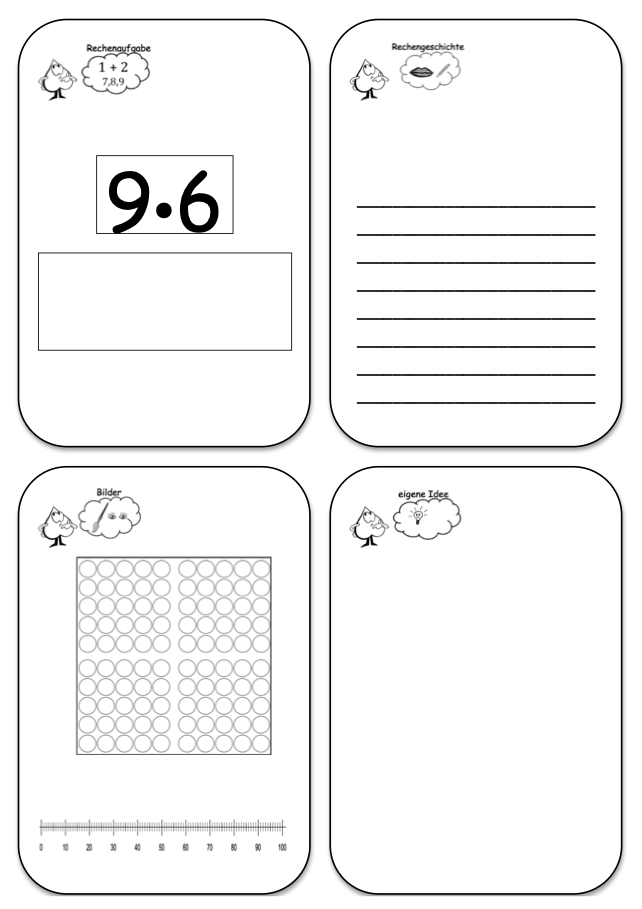 Rechenaufgabe
1 + 2
7,8,9
9·6
Rechengeschichte
Bilder
0 10 20 30 40 50 60 70 80 90 100
eigene Idee